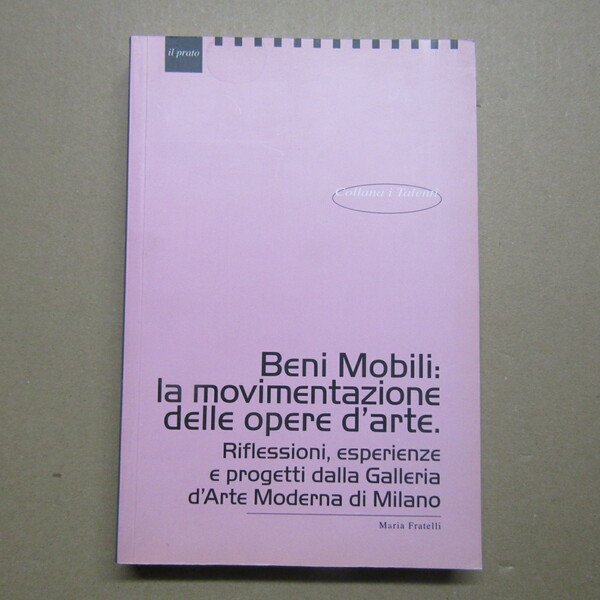 il prato
Collana i Talenti
Beni Mobili:
la movimentazione
delle opere d'arte.
Riflessioni, esperienze
e progetti dalla Galleria
d'Arte Moderna di Milano
Maria Fratelli